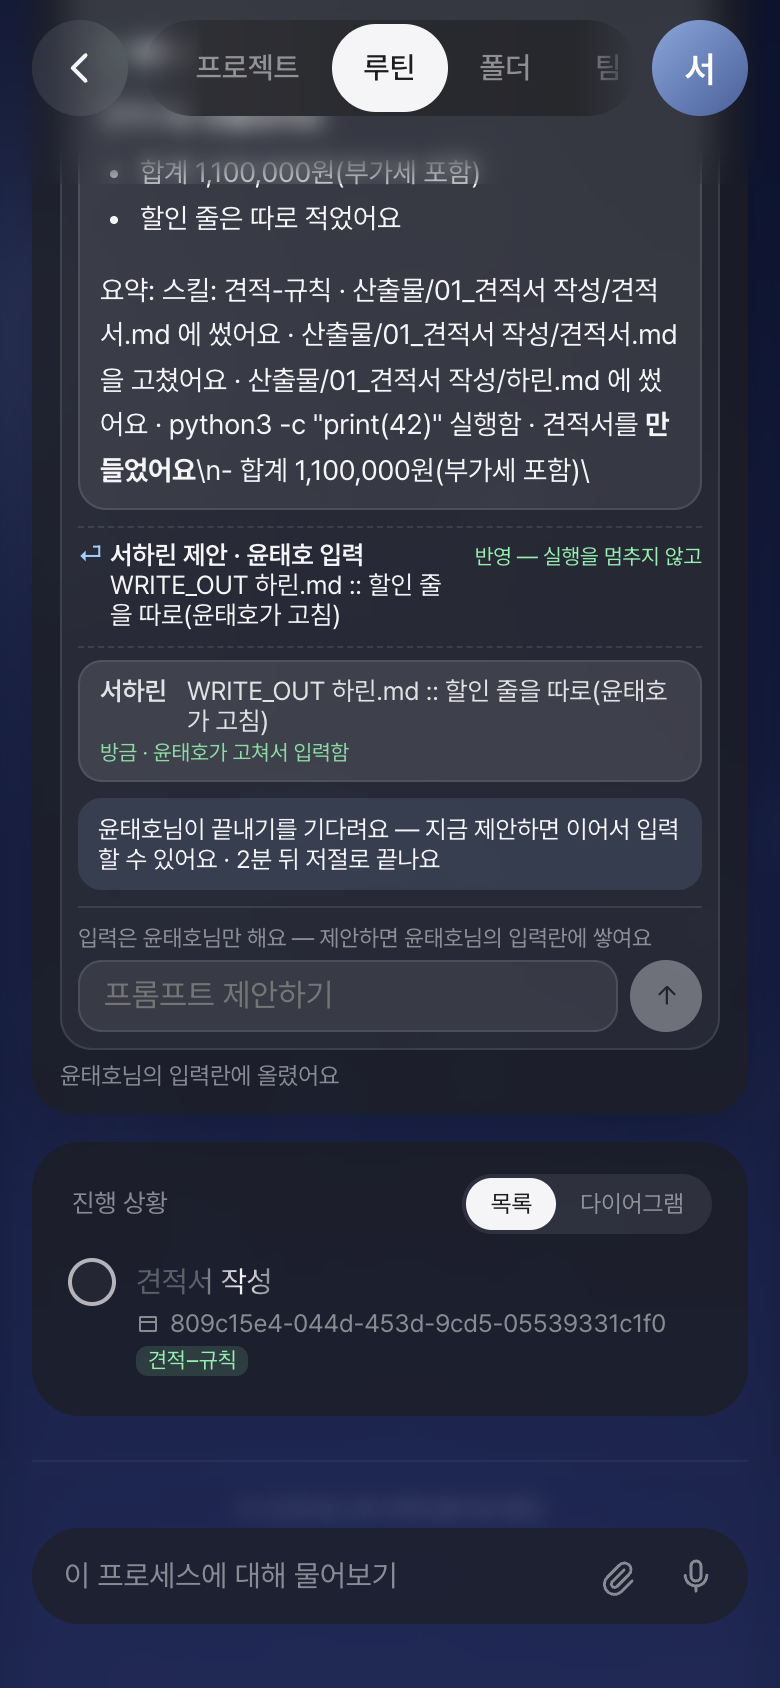 프로젝트 루틴 폴더 팀 서
• 합계 1,100,000원(부가세 포함)
• 할인 줄은 따로 적었어요
요약: 스킬: 견적-규칙 · 산출물/01_견적서 작성/견적
서.md 에 썼어요 · 산출물/01_견적서 작성/견적서.md
을 고쳤어요 · 산출물/01_견적서 작성/하린.md 에 썼
어요 · python3 -c "print(42)" 실행함 · 견적서를 만
들었어요\n- 합계 1,100,000원(부가세 포함)\
서하린 제안 · 윤태호 입력 반영 — 실행을 멈추지 않고
WRITE_OUT 하린.md :: 할인 줄
을 따로(윤태호가 고침)
서하린 WRITE_OUT 하린.md :: 할인 줄을 따로(윤태호
가 고침)
방금 · 윤태호가 고쳐서 입력함
윤태호님이 끝내기를 기다려요 — 지금 제안하면 이어서 입력
할 수 있어요 · 2분 뒤 저절로 끝나요
입력은 윤태호님만 해요 — 제안하면 윤태호님의 입력란에 쌓여요
프롬프트 제안하기
윤태호님의 입력란에 올렸어요
진행 상황 목록 다이어그램
견적서 작성
809c15e4-044d-453d-9cd5-05539331c1f0
견적-규칙
이 프로세스에 대해 물어보기